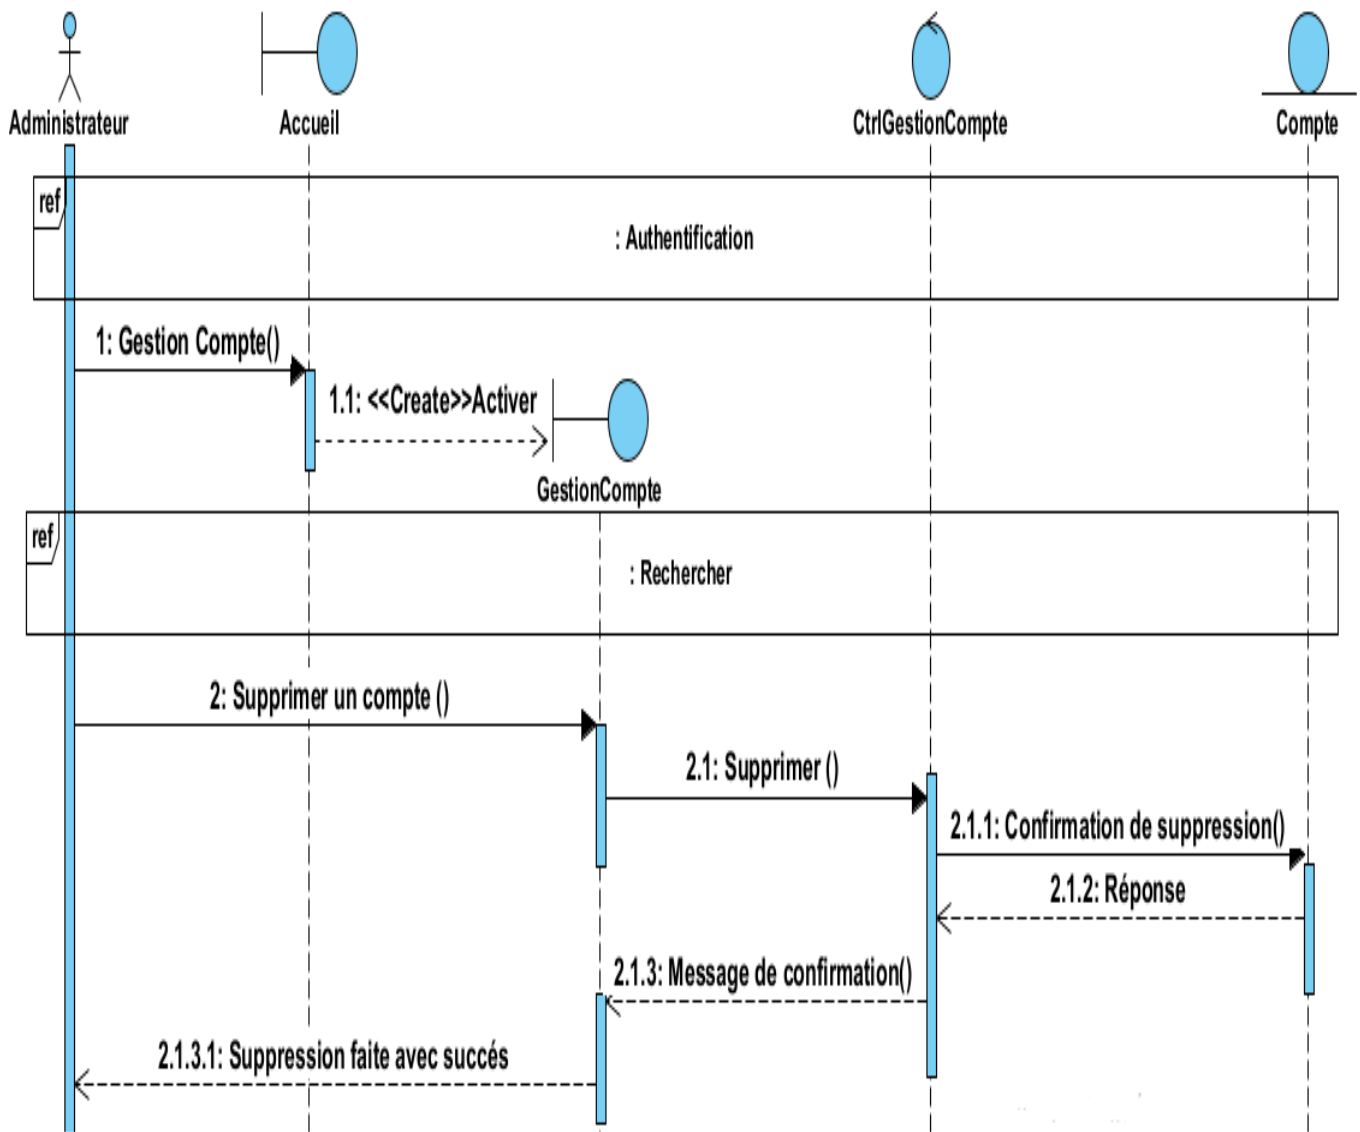 Administrateur
Accueil
CtrlGestionCompte
Compte
ref
: Authentification
1: Gestion Compte()
1.1: <<Create>>Activer
GestionCompte
ref
: Rechercher
2: Supprimer un compte ()
2.1: Supprimer ()
2.1.1: Confirmation de suppression()
2.1.2: Réponse
2.1.3: Message de confirmation()
2.1.3.1: Suppression faite avec succés